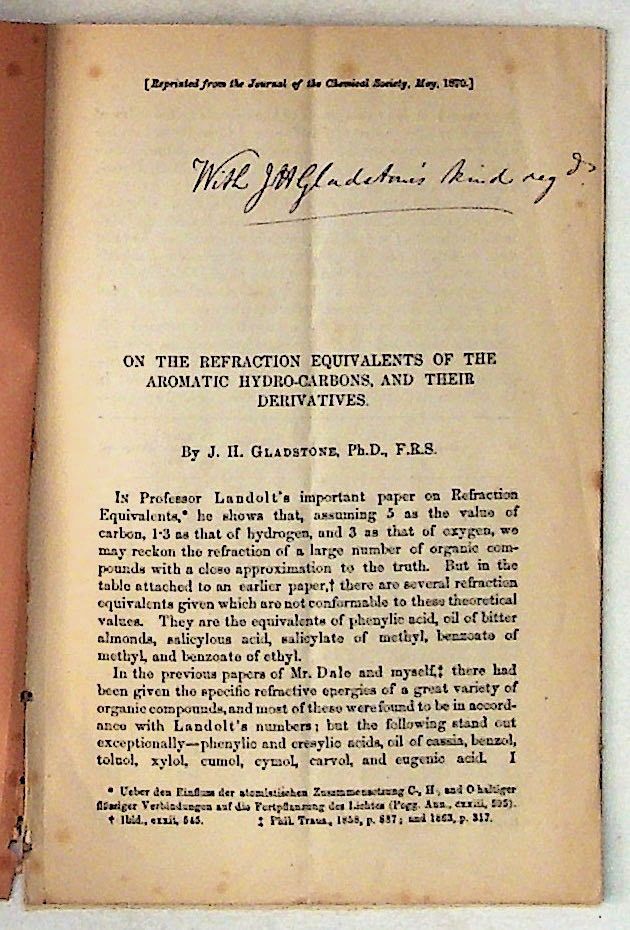 [Reprinted from the Journal of the Chemical Society, May, 1870.]
With JHGladstone's kind regds.
ON THE REFRACTION EQUIVALENTS OF THE
AROMATIC HYDRO-CARBONS, AND THEIR
DERIVATIVES.
By J. H. GLADSTONE, Ph.D., F.R.S.
IN Professor Landolt's important paper on Refraction
Equivalents,* he shows that, assuming 5 as the value of
carbon, 1·3 as that of hydrogen, and 3 as that of oxygen, we
may reckon the refraction of a large number of organic com-
pounds with a close approximation to the truth. But in the
table attached to an earlier paper,† there are several refraction
equivalents given which are not conformable to these theoretical
values. They are the equivalents of phenylic acid, oil of bitter
almonds, salicylous acid, salicylate of methyl, benzoate of
methyl, and benzoate of ethyl.
In the previous papers of Mr. Dale and myself,‡ there had
been given the specific refractive energies of a great variety of
organic compounds, and most of these were found to be in accord-
ance with Landolt's numbers; but the following stand out
exceptionally—phenylic and cresylic acids, oil of cassia, benzol,
toluol, xylol, cumol, cymol, carvol, and eugenic acid. I
* Ueber den Einfluss der atomistischen Zusammensetzung C-, H-, and O haltiger
flüssiger Verbindungen auf die Fortpflanzung des Lichtes (Pogg. Ann., cxxiii, 595).
† Ibid., cxxii, 545. ‡ Phil. Trans., 1858, p. 887; and 1863, p. 317.